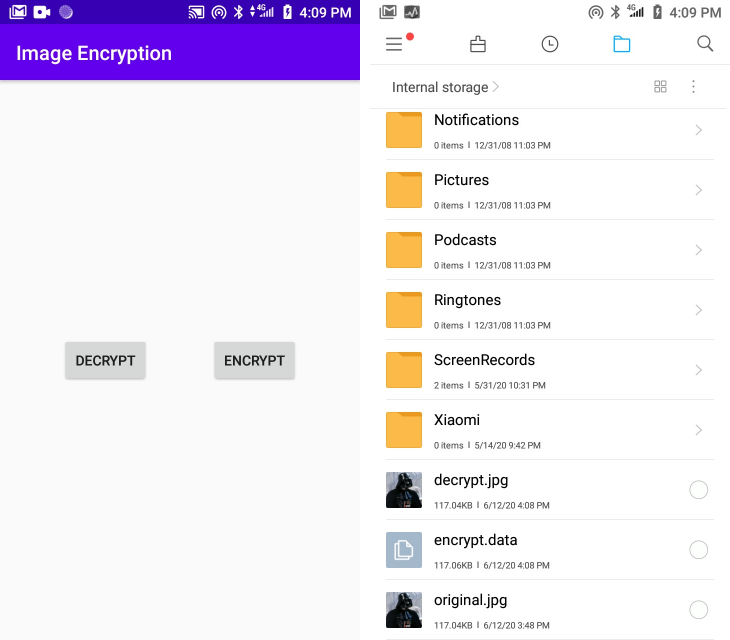 4G 4:09 PM
Image Encryption
DECRYPT ENCRYPT
4G 4:09 PM
Internal storage
Notifications
0 items | 12/31/08 11:03 PM
Pictures
0 items | 12/31/08 11:03 PM
Podcasts
0 items | 12/31/08 11:03 PM
Ringtones
0 items | 12/31/08 11:03 PM
ScreenRecords
2 items | 5/31/20 10:31 PM
Xiaomi
0 items | 5/14/20 9:42 PM
decrypt.jpg
117.04KB | 6/12/20 4:08 PM
encrypt.data
117.06KB | 6/12/20 4:08 PM
original.jpg
117.04KB | 6/12/20 3:48 PM